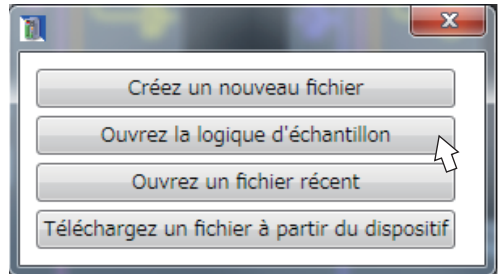 Créez un nouveau fichier
Ouvrez la logique d'échantillon
Ouvrez un fichier récent
Téléchargez un fichier à partir du dispositif